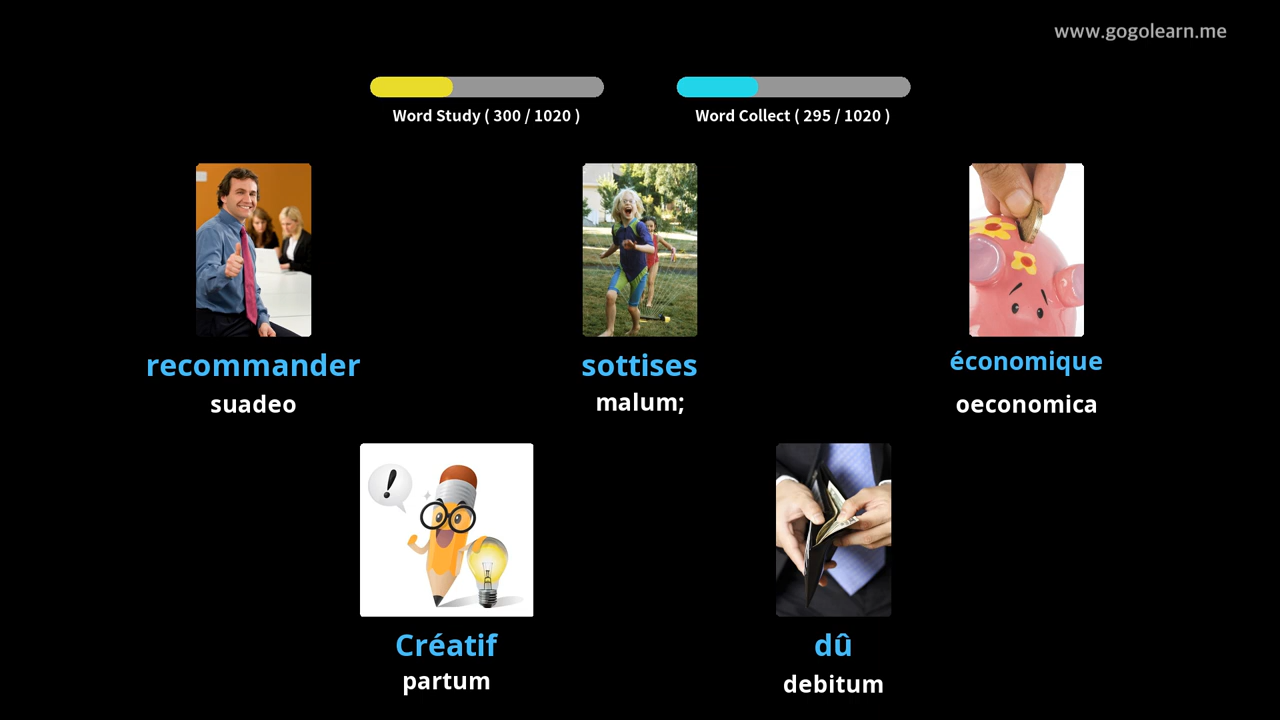 www.gogolearn.me
Word Study ( 300 / 1020 )
Word Collect ( 295 / 1020 )
recommander
suadeo
sottises
malum;
économique
oeconomica
!
Créatif
partum
dû
debitum